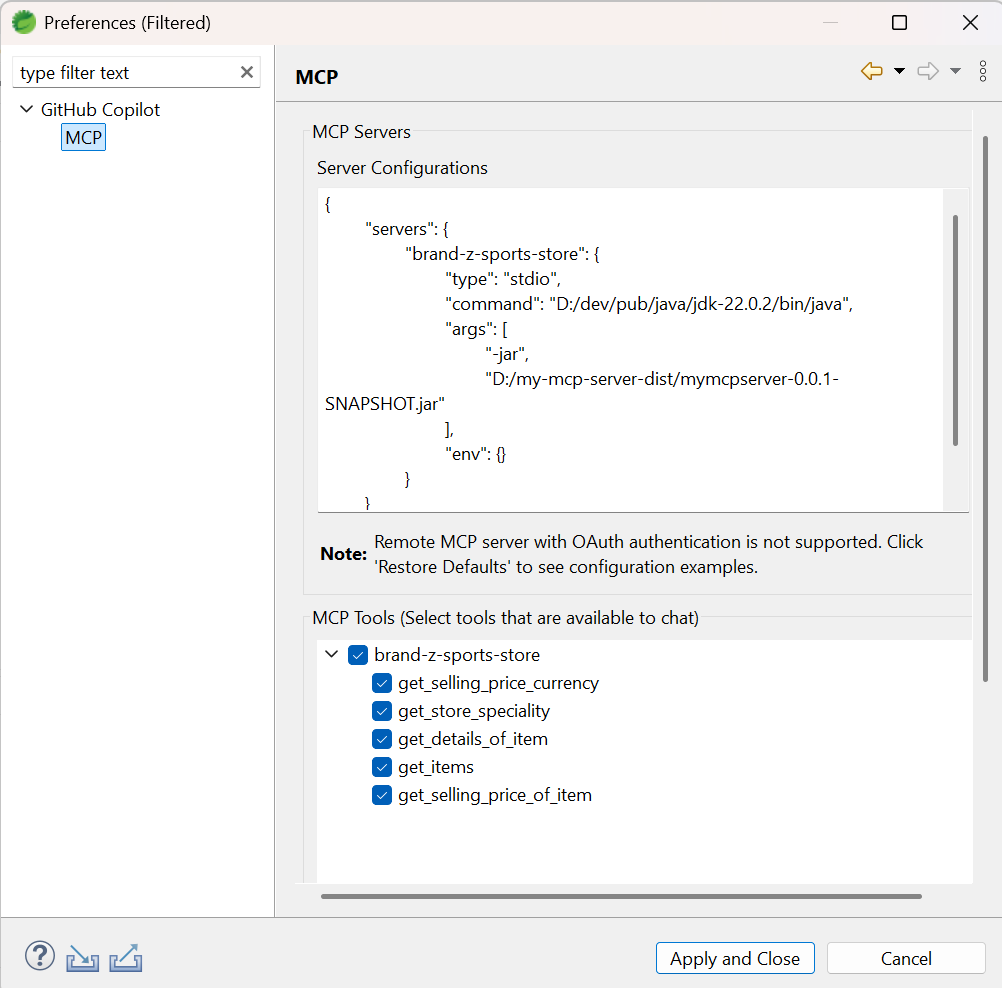 Preferences (Filtered)
type filter text
GitHub Copilot
MCP
MCP
MCP Servers
Server Configurations
{
"servers": {
"brand-z-sports-store": {
"type": "stdio",
"command": "D:/dev/pub/java/jdk-22.0.2/bin/java",
"args": [
"-jar",
"D:/my-mcp-server-dist/mymcpserver-0.0.1-
SNAPSHOT.jar"
],
"env": {}
}
}
Note: Remote MCP server with OAuth authentication is not supported. Click
'Restore Defaults' to see configuration examples.
MCP Tools (Select tools that are available to chat)
brand-z-sports-store
get_selling_price_currency
get_store_speciality
get_details_of_item
get_items
get_selling_price_of_item
Apply and Close
Cancel